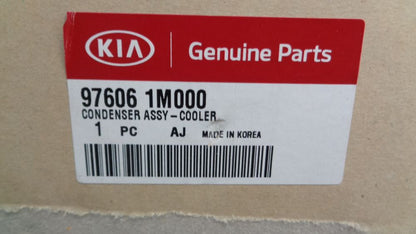 KIA Genuine Parts
97606 1M000
CONDENSER ASSY-COOLER
1 PC AJ MADE IN KOREA